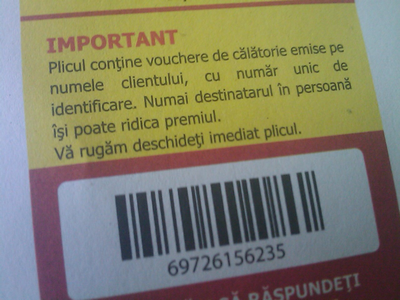 IMPORTANT
Plicul conţine vouchere de călătorie emise pe
numele clientului, cu număr unic de
identificare. Numai destinatarul în persoană
îşi poate ridica premiul.
Vă rugăm deschideţi imediat plicul.
69726156235
RĂSPUNDEŢI